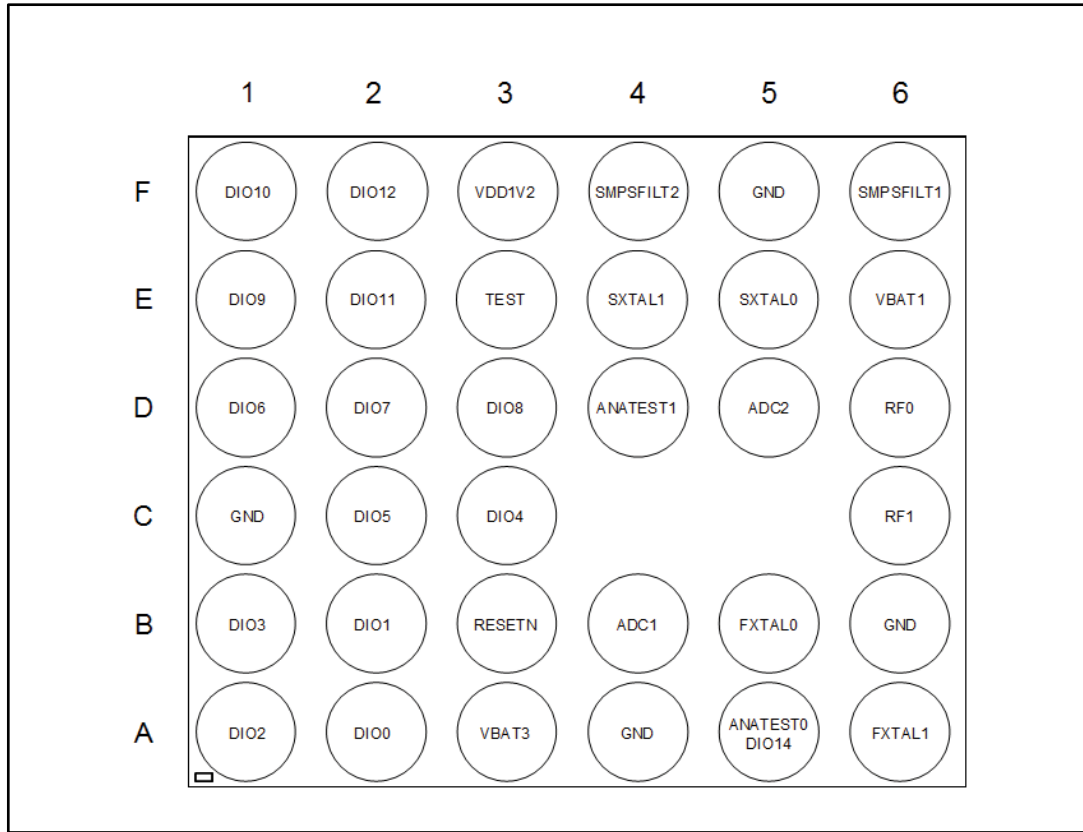 1 2 3 4 5 6
F DIO10 DIO12 VDD1V2 SMPSFILT2 GND SMPSFILT1
E DIO9 DIO11 TEST SXTAL1 SXTAL0 VBAT1
D DIO6 DIO7 DIO8 ANATEST1 ADC2 RF0
C GND DIO5 DIO4 RF1
B DIO3 DIO1 RESETN ADC1 FXTAL0 GND
A DIO2 DIO0 VBAT3 GND ANATEST0 FXTAL1
DIO14